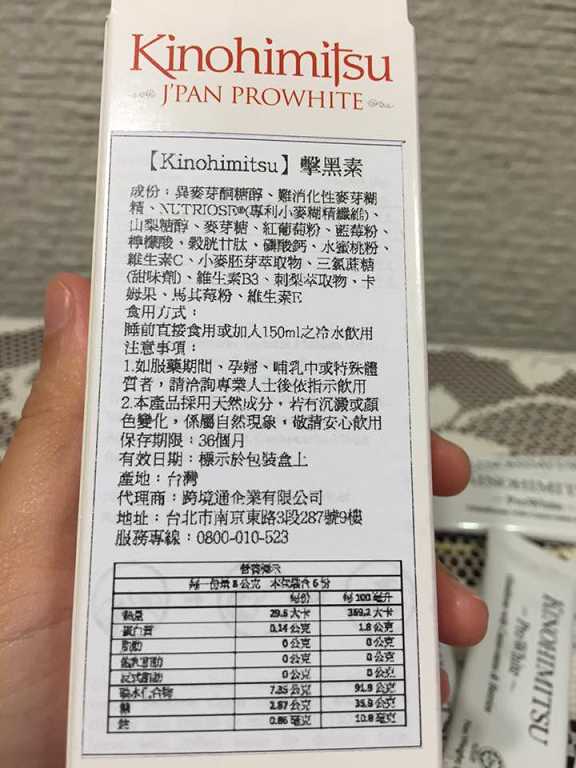 Kinohimitsu
J'PAN PROWHITE
【Kinohimitsu】擊黑素
成份：異麥芽酮糖醇、難消化性麥芽糊
精、NUTRIOSE®(專利小麥糊精纖維)、
山梨糖醇、麥芽糖、紅葡萄粉、藍莓粉、
檸檬酸、穀胱甘肽、磷酸鈣、水蜜桃粉、
維生素C、小麥胚芽萃取物、三氯蔗糖
(甜味劑)、維生素B3、刺梨萃取物、卡
姆果、馬其莓粉、維生素E
食用方式：
睡前直接食用或加入150ml之冷水飲用
注意事項：
1.如服藥期間、孕婦、哺乳中或特殊體
質者，請洽詢專業人士後依指示飲用
2.本產品採用天然成分，若有沉澱或顏
色變化，係屬自然現象，敬請安心飲用
保存期限：36個月
有效日期：標示於包裝盒上
產地：台灣
代理商：跨境通企業有限公司
地址：台北市南京東路3段287號9樓
服務專線：0800-010-523
營養標示
每一份量 8 公克 本包裝含 6 份
每份 每 100 毫升
熱量 29.5 大卡 369.2 大卡
蛋白質 0.14 公克 1.8 公克
脂肪 0 公克 0 公克
飽和脂肪 0 公克 0 公克
反式脂肪 0 公克 0 公克
碳水化合物 7.35 公克 91.9 公克
糖 2.87 公克 35.9 公克
鈉 0.86 毫克 10.8 毫克
KINOHIMITSU
ProWhite